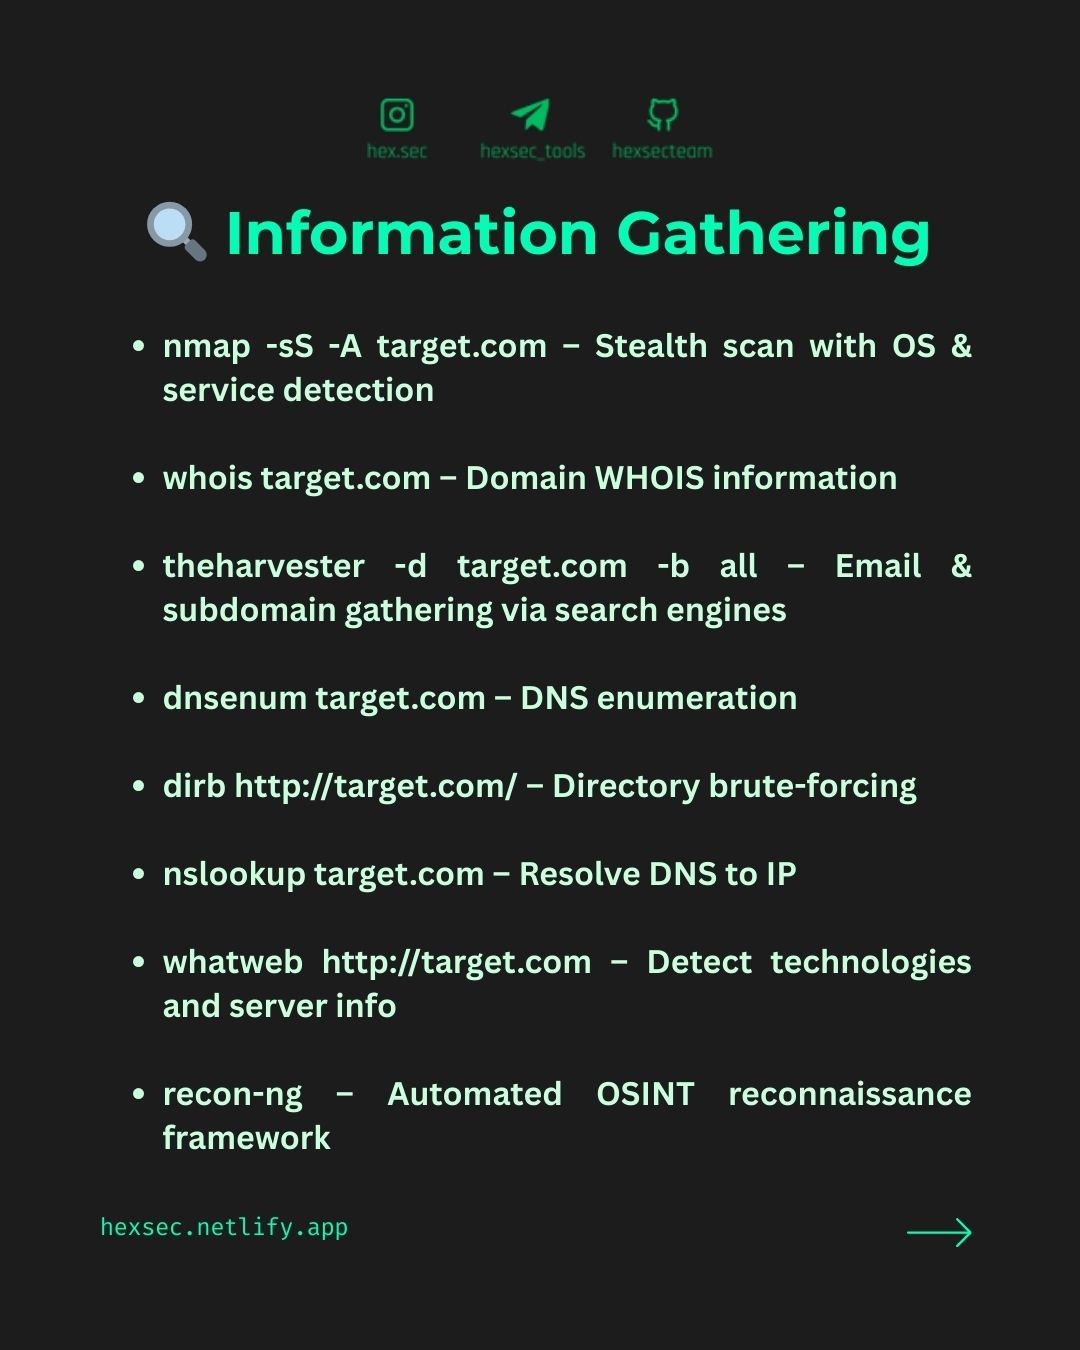 hex.sec hexsec_tools hexsecteam
Information Gathering
• nmap -sS -A target.com – Stealth scan with OS &
service detection
• whois target.com – Domain WHOIS information
• theharvester -d target.com -b all – Email &
subdomain gathering via search engines
• dnsenum target.com – DNS enumeration
• dirb http://target.com/ – Directory brute-forcing
• nslookup target.com – Resolve DNS to IP
• whatweb http://target.com – Detect technologies
and server info
• recon-ng – Automated OSINT reconnaissance
framework
hexsec.netlify.app